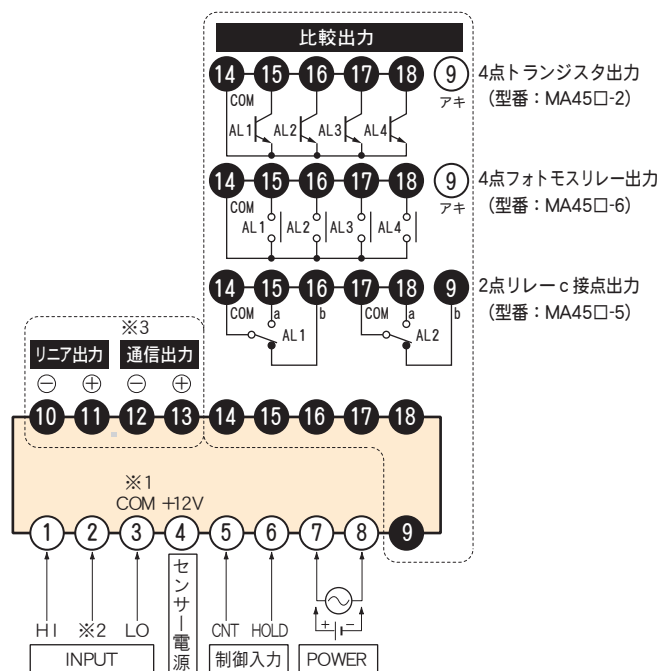 比較出力
14 15 16 17 18 9 4点トランジスタ出力
COM アキ (型番：MA45□-2)
AL1 AL2 AL3 AL4
14 15 16 17 18 9 4点フォトモスリレー出力
COM アキ (型番：MA45□-6)
AL1 AL2 AL3 AL4
14 15 16 17 18 9 2点リレーc接点出力
COM a b COM a b (型番：MA45□-5)
AL1 AL2
※3
リニア出力 通信出力
⊖ ⊕ ⊖ ⊕
10 11 12 13 14 15 16 17 18
※1
COM +12V
1 2 3 4 5 6 7 8 9
センサー電源
+ −
HI ※2 LO CNT HOLD
INPUT 制御入力 POWER